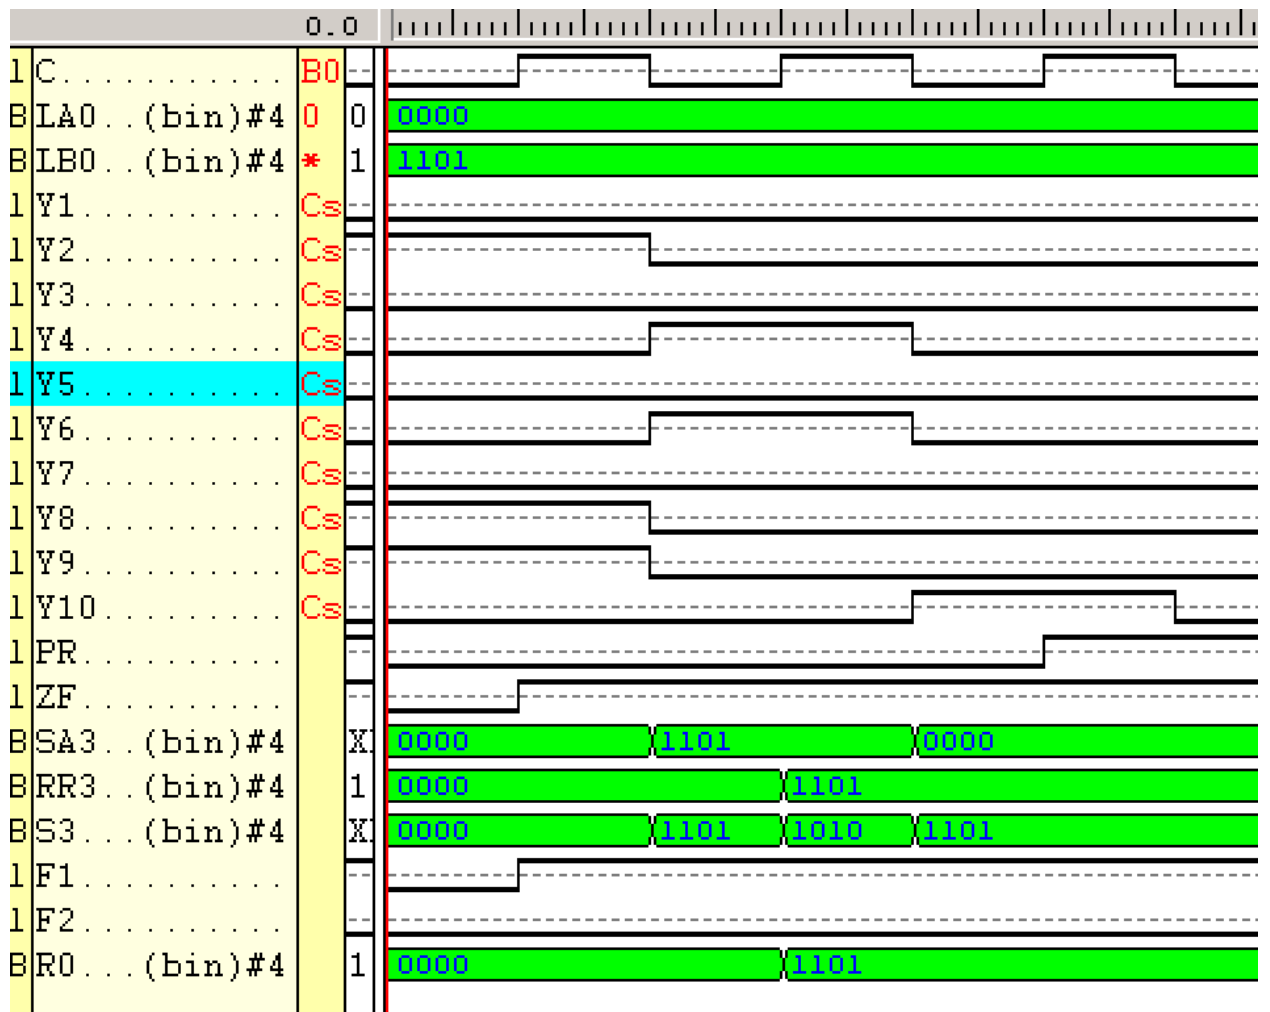 0.0
1 C........... B0
B LA0..(bin)#4 0 0 0000
B LB0..(bin)#4 * 1 1101
1 Y1.......... Cs
1 Y2.......... Cs
1 Y3.......... Cs
1 Y4.......... Cs
1 Y5.......... Cs
1 Y6.......... Cs
1 Y7.......... Cs
1 Y8.......... Cs
1 Y9.......... Cs
1 Y10......... Cs
1 PR..........
1 ZF..........
B SA3..(bin)#4 X 0000 1101 0000
B RR3..(bin)#4 1 0000 1101
B S3...(bin)#4 X 0000 1101 1010 1101
1 F1..........
1 F2..........
B R0...(bin)#4 1 0000 1101